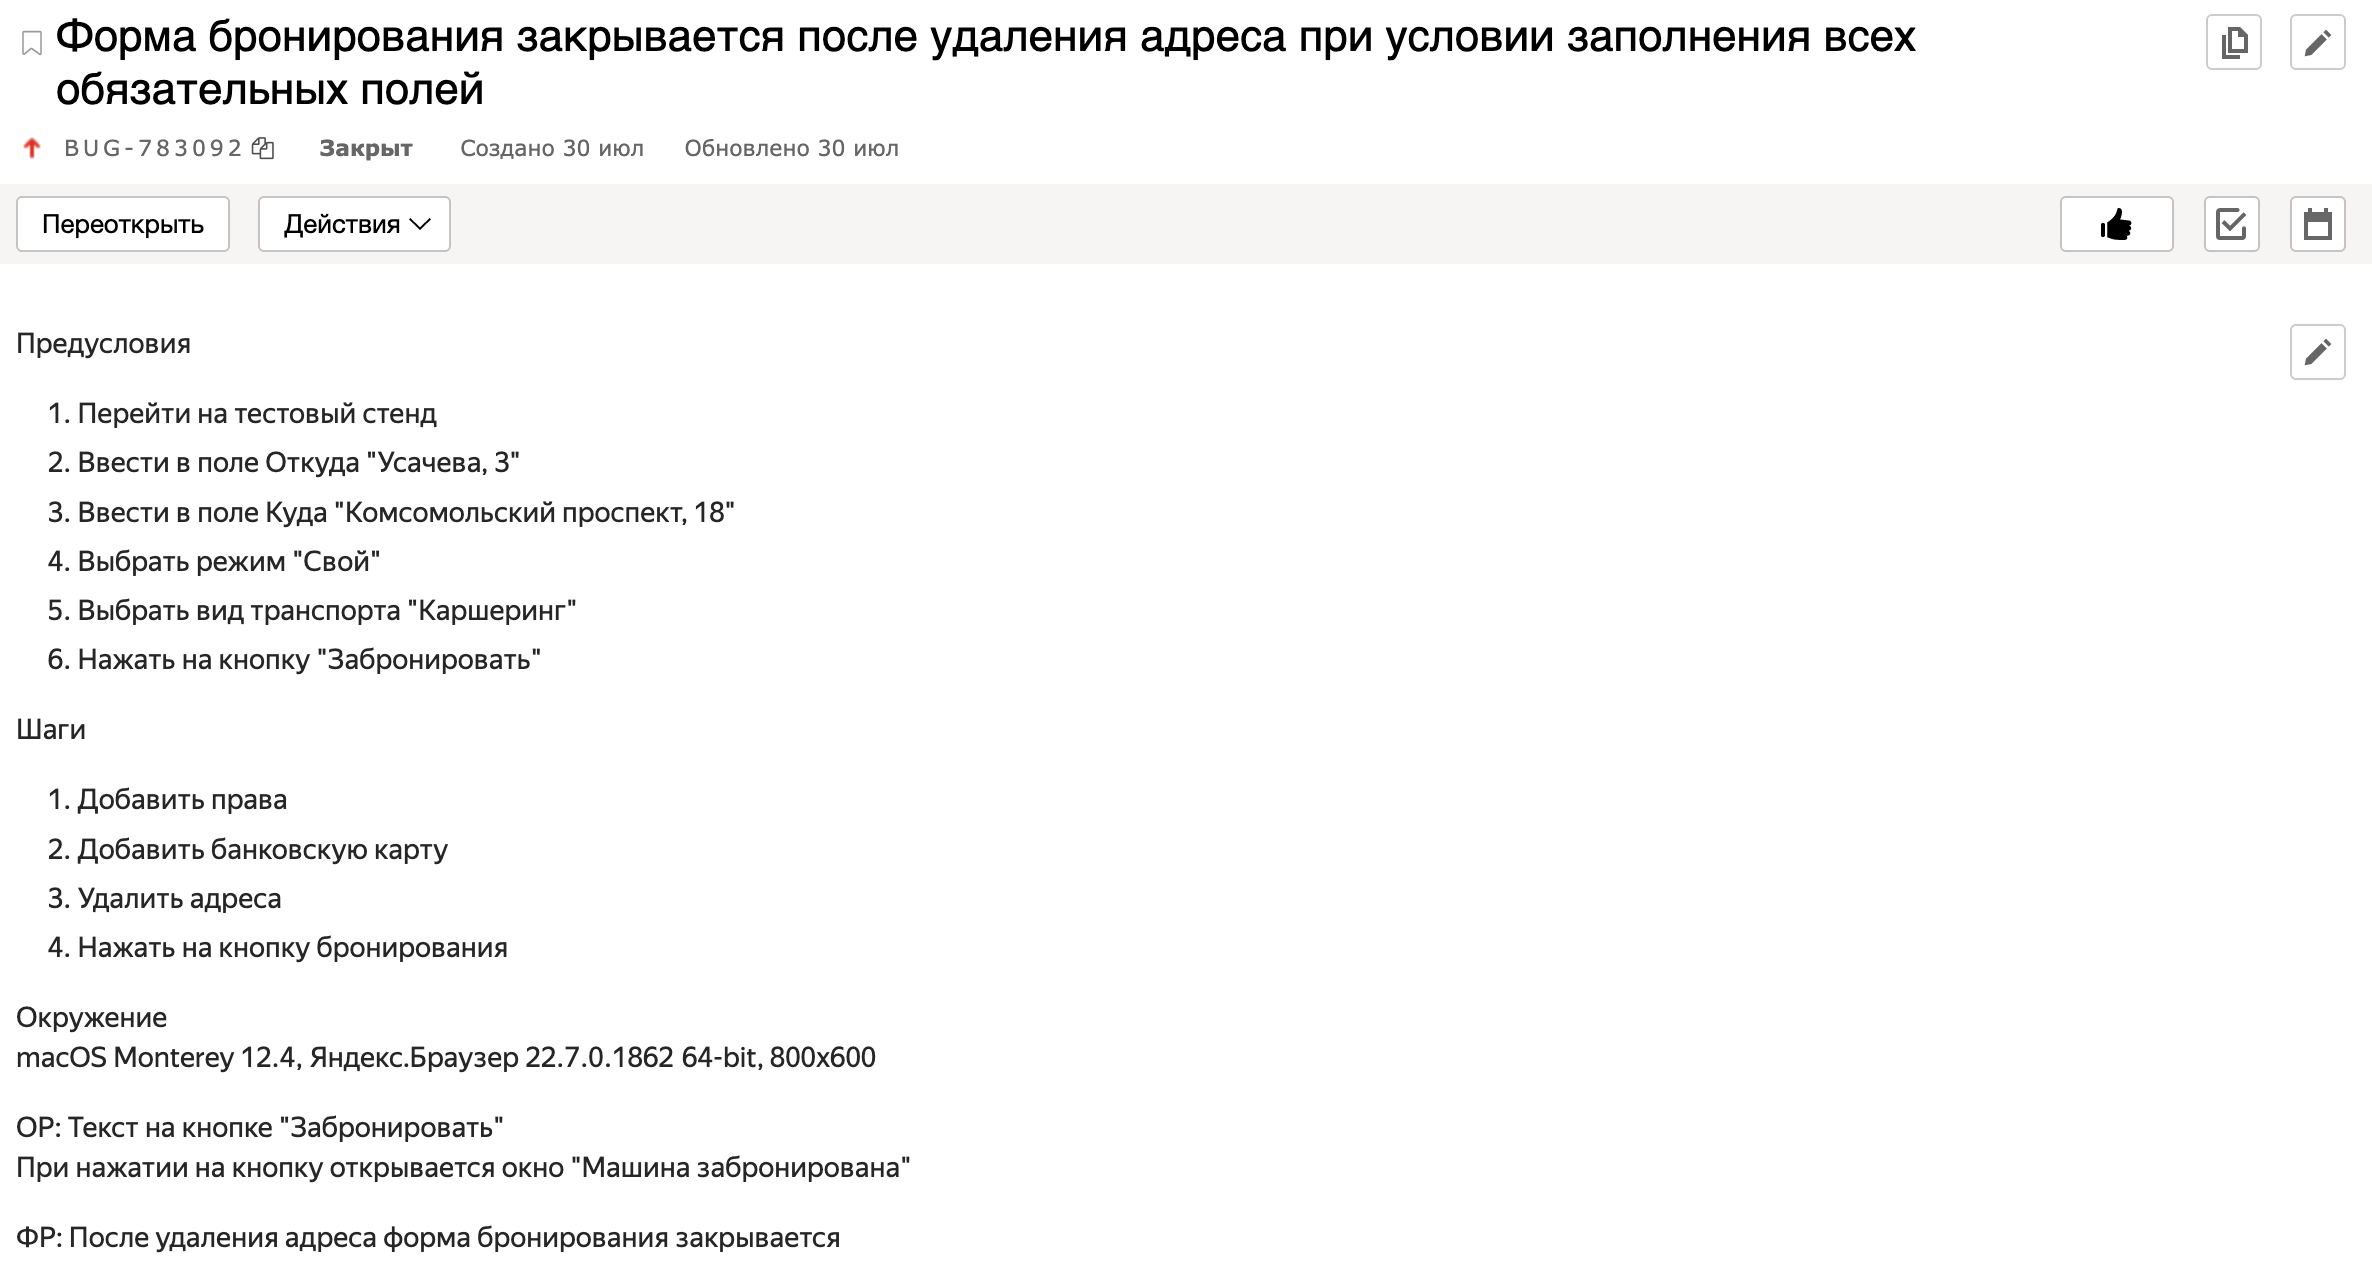 Форма бронирования закрывается после удаления адреса при условии заполнения всех
обязательных полей
BUG-783092 Закрыт Создано 30 июл Обновлено 30 июл
Переоткрыть Действия
Предусловия
1. Перейти на тестовый стенд
2. Ввести в поле Откуда "Усачева, 3"
3. Ввести в поле Куда "Комсомольский проспект, 18"
4. Выбрать режим "Свой"
5. Выбрать вид транспорта "Каршеринг"
6. Нажать на кнопку "Забронировать"
Шаги
1. Добавить права
2. Добавить банковскую карту
3. Удалить адреса
4. Нажать на кнопку бронирования
Окружение
macOS Monterey 12.4, Яндекс.Браузер 22.7.0.1862 64-bit, 800x600
ОР: Текст на кнопке "Забронировать"
При нажатии на кнопку открывается окно "Машина забронирована"
ФР: После удаления адреса форма бронирования закрывается